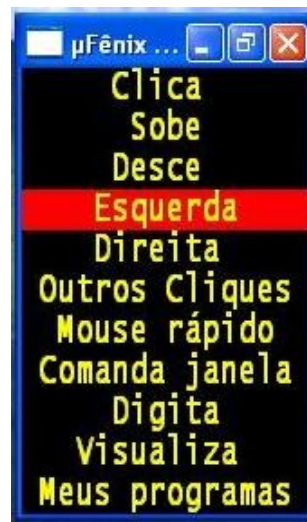 µFênix ...
Clica
Sobe
Desce
Esquerda
Direita
Outros Cliques
Mouse rápido
Comanda janela
Digita
Visualiza
Meus programas